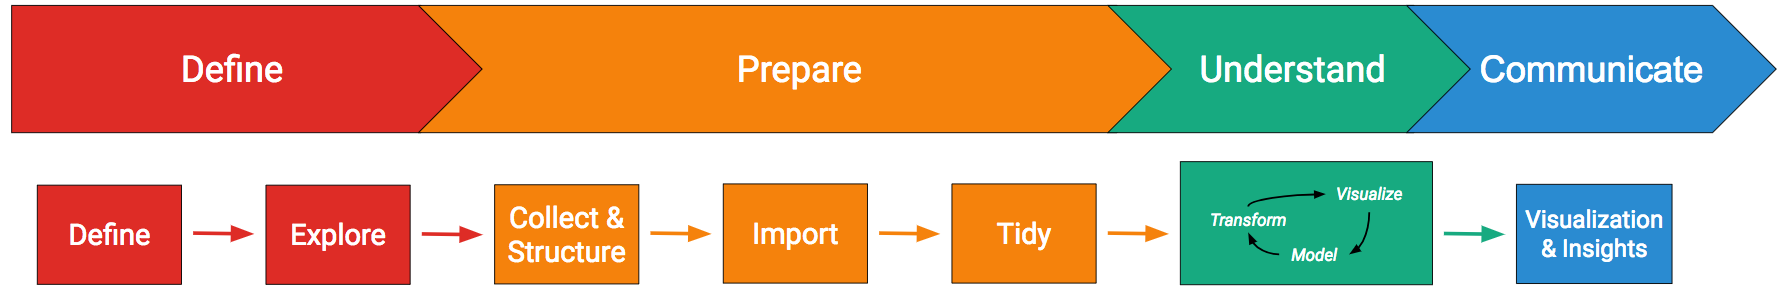 Define
Prepare
Understand
Communicate
Define
Explore
Collect &
Structure
Import
Tidy
Visualize
Transform
Model
Visualization
& Insights